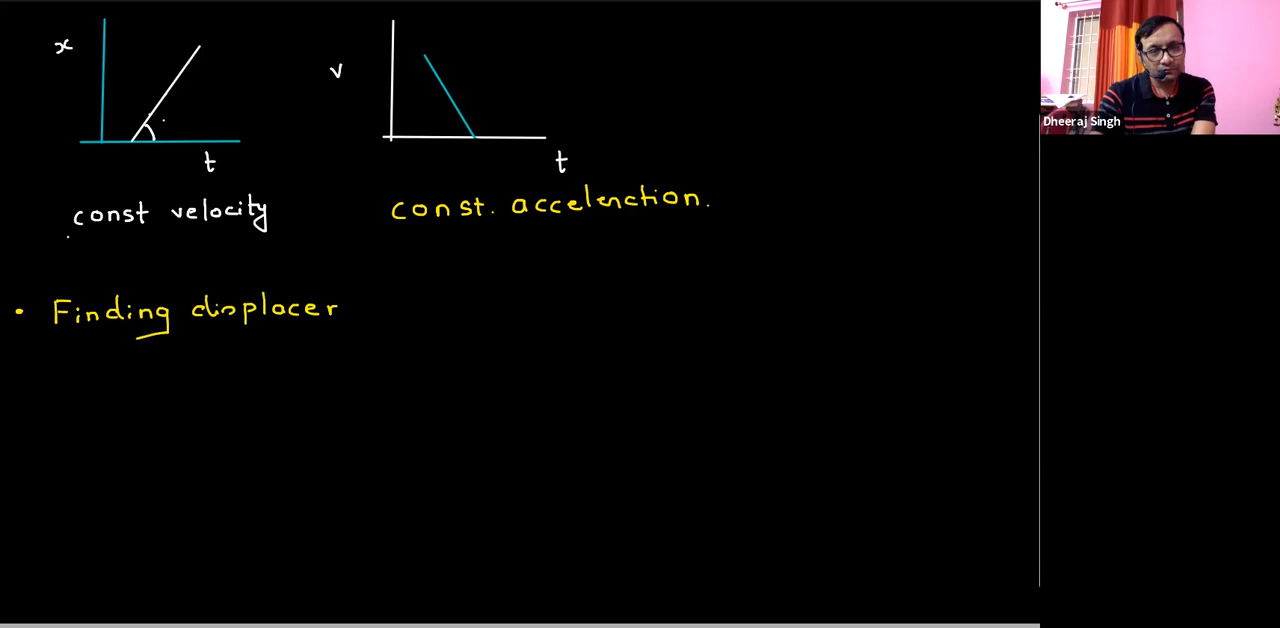 x
v
Dheeraj Singh
t
t
const velocity
const. acceleration.
• Finding displacer